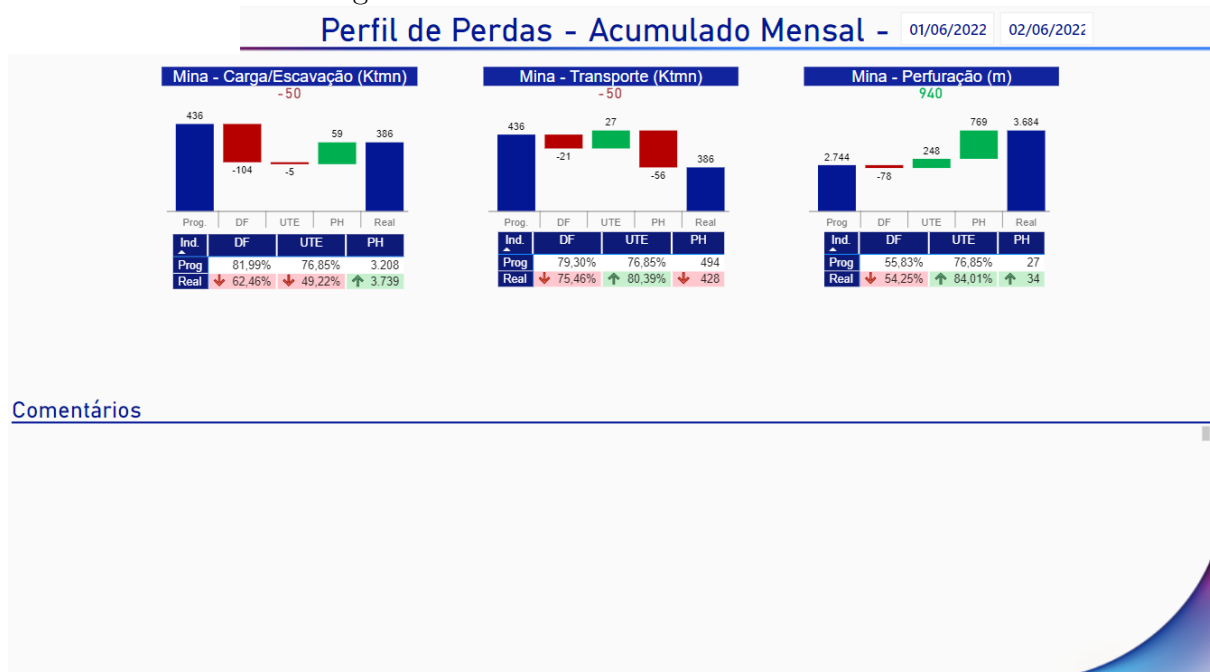 Perfil de Perdas - Acumulado Mensal - 01/06/2022 02/06/2022
Mina - Carga/Escavação (Ktmn)
-50
436
-104
-5
59
386
Prog. DF UTE PH Real
Ind. DF UTE PH
Prog 81,99% 76,85% 3.208
Real 62,46% 49,22% 3.739
Mina - Transporte (Ktmn)
-50
436
-21
27
-56
386
Prog. DF UTE PH Real
Ind. DF UTE PH
Prog 79,30% 76,85% 494
Real 75,46% 80,39% 428
Mina - Perfuração (m)
940
2.744
-78
248
769
3.684
Prog DF UTE PH Real
Ind. DF UTE PH
Prog 55,83% 76,85% 27
Real 54,25% 84,01% 34
Comentários